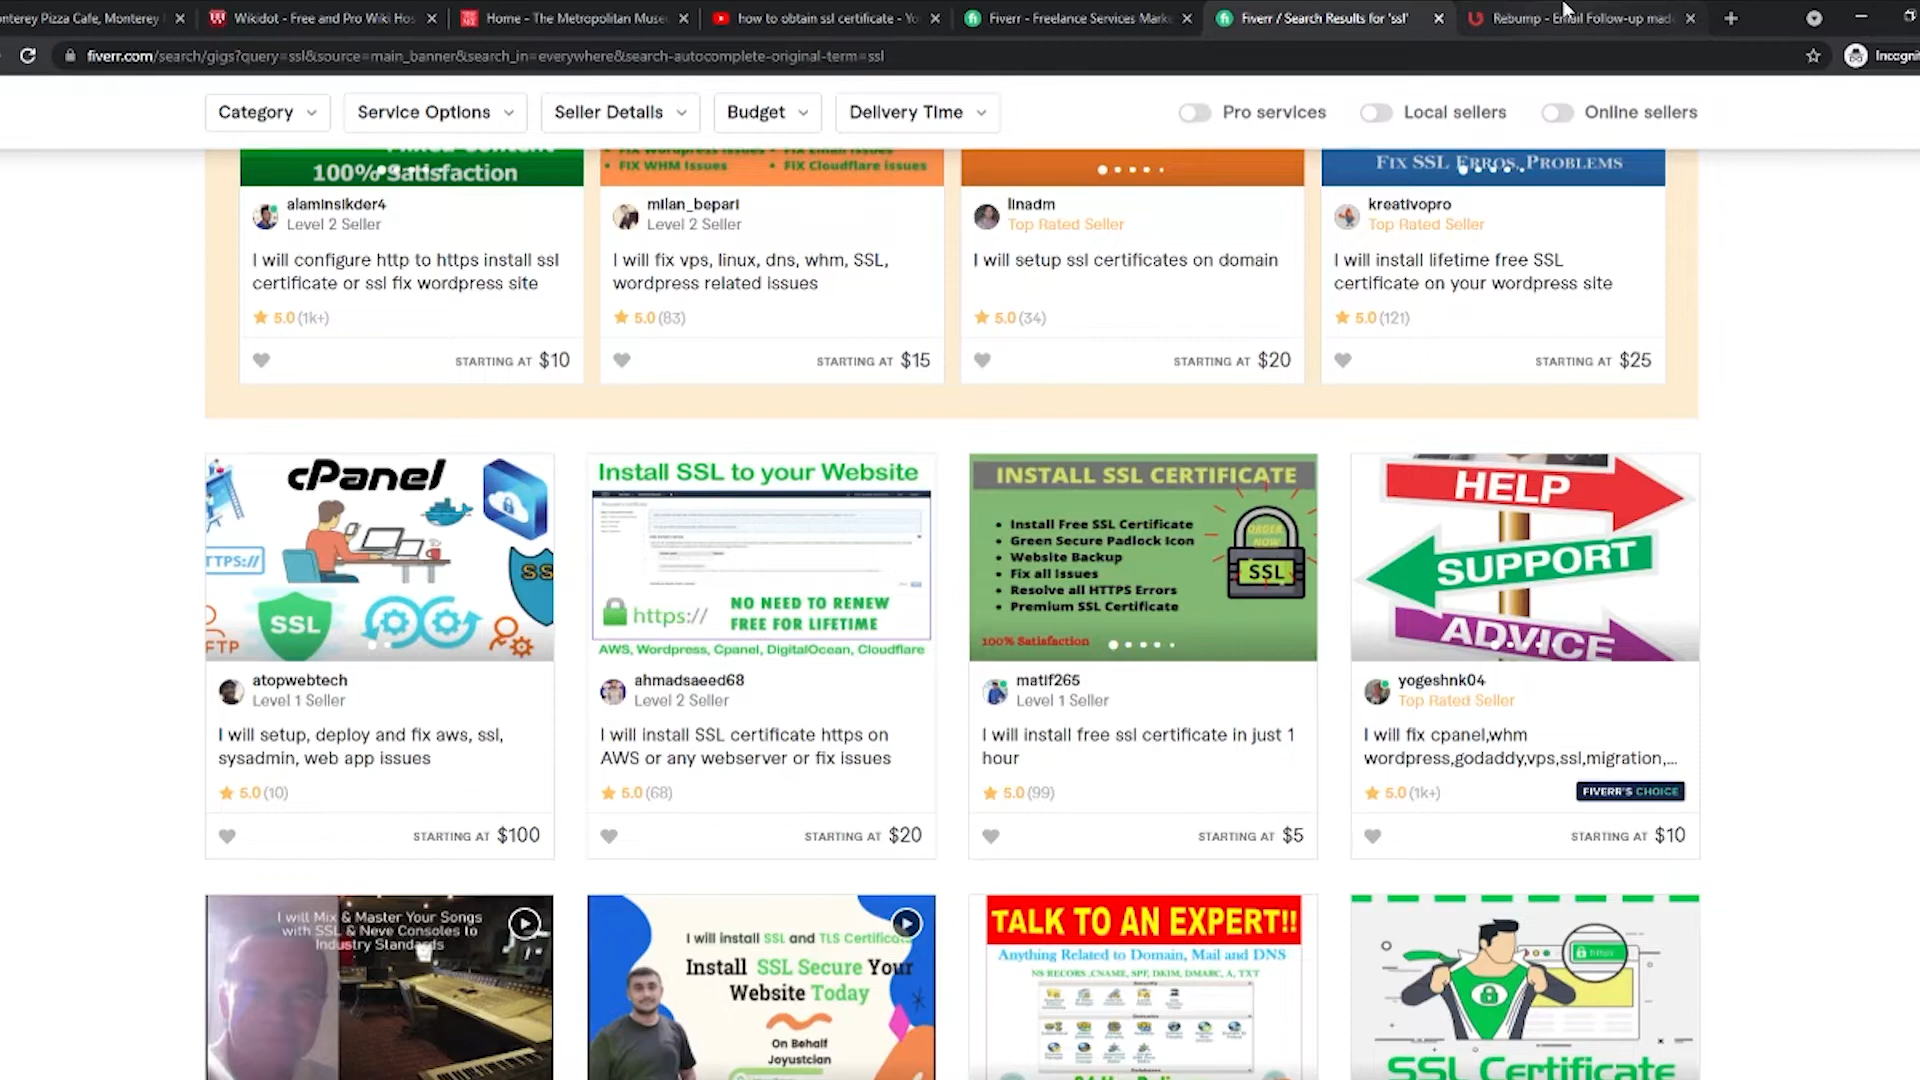 nterey Pizza Cafe, Monterey
Wikidot - Free and Pro Wiki Hos
Home - The Metropolitan Muse
how to obtain ssl certificate - Yo
Fiverr - Freelance Services Mark
Fiverr / Search Results for 'ssl'
Rebump - Email Follow-up mad
fiverr.com/search/gigs?query=ssl&source=main_banner&search_in=everywhere&search-autocomplete-original-term=ssl
Incognit
Category
Service Options
Seller Details
Budget
Delivery Time
Pro services
Local sellers
Online sellers
100% Satisfaction
• FIX WHM Issues
• FIX Cloudflare issues
FIX SSL ERROS, PROBLEMS
alaminsikder4
Level 2 Seller
I will configure http to https install ssl
certificate or ssl fix wordpress site
5.0 (1k+)
STARTING AT $10
milan_bepari
Level 2 Seller
I will fix vps, linux, dns, whm, SSL,
wordpress related issues
5.0 (83)
STARTING AT $15
linadm
Top Rated Seller
I will setup ssl certificates on domain
5.0 (34)
STARTING AT $20
kreativopro
Top Rated Seller
I will install lifetime free SSL
certificate on your wordpress site
5.0 (121)
STARTING AT $25
cPanel
TTPS://
SS
SSL
FTP
atopwebtech
Level 1 Seller
I will setup, deploy and fix aws, ssl,
sysadmin, web app issues
5.0 (10)
STARTING AT $100
Install SSL to your Website
https://
NO NEED TO RENEW
FREE FOR LIFETIME
AWS, Wordpress, Cpanel, DigitalOcean, Cloudflare
ahmadsaeed68
Level 2 Seller
I will install SSL certificate https on
AWS or any webserver or fix issues
5.0 (68)
STARTING AT $20
INSTALL SSL CERTIFICATE
• Install Free SSL Certificate
• Green Secure Padlock Icon
• Website Backup
• Fix all Issues
• Resolve all HTTPS Errors
• Premium SSL Certificate
ORDER
NOW
SSL
100% Satisfaction
matif265
Level 1 Seller
I will install free ssl certificate in just 1
hour
5.0 (99)
STARTING AT $5
HELP
SUPPORT
ADVICE
yogeshnk04
Top Rated Seller
I will fix cpanel,whm
wordpress,godaddy,vps,ssl,migration,...
5.0 (1k+)
FIVERR'S CHOICE
STARTING AT $10
I will Mix & Master Your Songs
with SSL & Neve Consoles to
Industry Standards
I will install SSL and TLS Certificat
Install SSL Secure Your
Website Today
On Behalf
Joyustcian
TALK TO AN EXPERT!!
Anything Related to Domain, Mail and DNS
NS RECORS ,CNAME, SPF, DKIM, DMARC, A, TXT
https
SSL Certificate